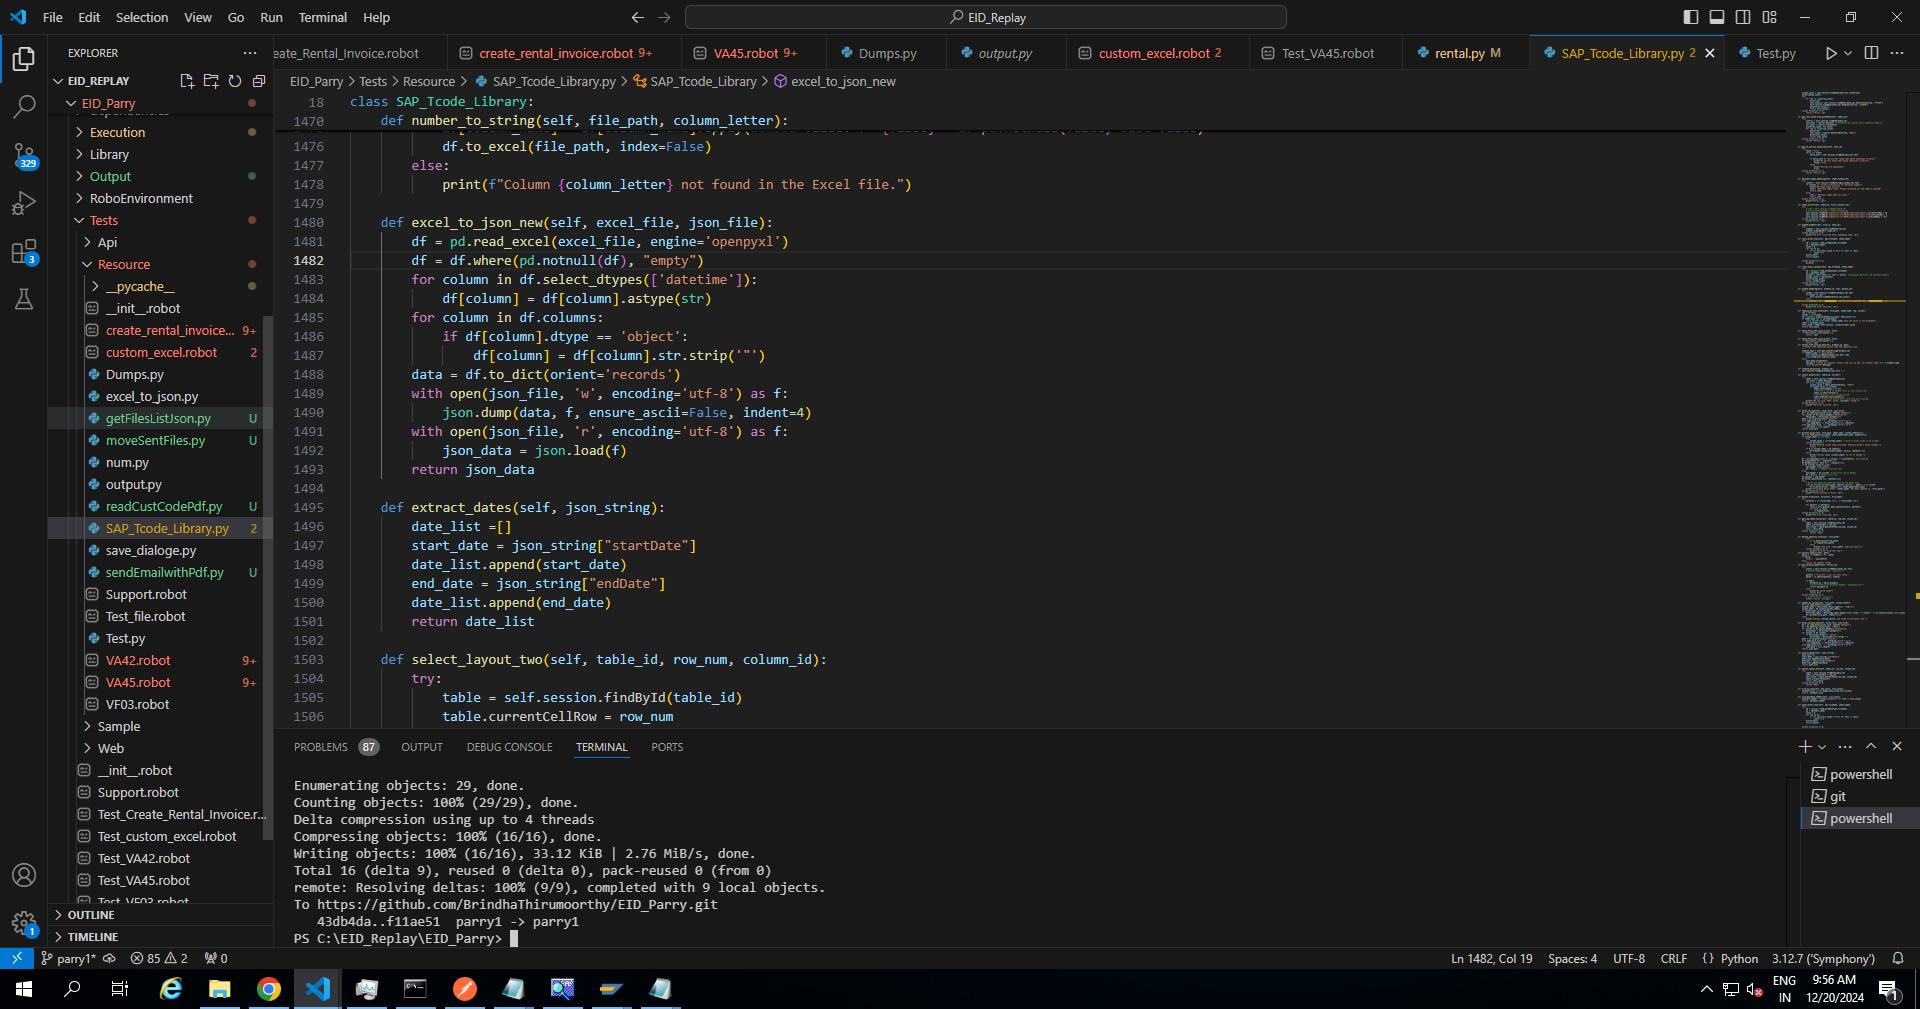 File Edit Selection View Go Run Terminal Help
EID_Replay
EXPLORER
eate_Rental_Invoice.robot
create_rental_invoice.robot 9+
VA45.robot 9+
Dumps.py
output.py
custom_excel.robot 2
Test_VA45.robot
rental.py M
SAP_Tcode_Library.py 2
Test.py
EID_REPLAY
EID_Parry > Tests > Resource > SAP_Tcode_Library.py > SAP_Tcode_Library > excel_to_json_new
EID_Parry
Execution
Library
Output
RoboEnvironment
Tests
Api
Resource
__pycache__
__init__.robot
create_rental_invoice... 9+
custom_excel.robot 2
Dumps.py
excel_to_json.py
getFilesListJson.py U
moveSentFiles.py U
num.py
output.py
readCustCodePdf.py U
SAP_Tcode_Library.py 2
save_dialoge.py
sendEmailwithPdf.py U
Support.robot
Test_file.robot
Test.py
VA42.robot 9+
VA45.robot 9+
VF03.robot
Sample
Web
__init__.robot
Support.robot
Test_Create_Rental_Invoice.r...
Test_custom_excel.robot
Test_VA42.robot
Test_VA45.robot
Test_VF03.robot
OUTLINE
TIMELINE
329
3
1
18 class SAP_Tcode_Library:
1470 def number_to_string(self, file_path, column_letter):
1476 df.to_excel(file_path, index=False)
1477 else:
1478 print(f"Column {column_letter} not found in the Excel file.")
1479
1480 def excel_to_json_new(self, excel_file, json_file):
1481 df = pd.read_excel(excel_file, engine='openpyxl')
1482 df = df.where(pd.notnull(df), "empty")
1483 for column in df.select_dtypes(['datetime']):
1484 df[column] = df[column].astype(str)
1485 for column in df.columns:
1486 if df[column].dtype == 'object':
1487 df[column] = df[column].str.strip('"')
1488 data = df.to_dict(orient='records')
1489 with open(json_file, 'w', encoding='utf-8') as f:
1490 json.dump(data, f, ensure_ascii=False, indent=4)
1491 with open(json_file, 'r', encoding='utf-8') as f:
1492 json_data = json.load(f)
1493 return json_data
1494
1495 def extract_dates(self, json_string):
1496 date_list =[]
1497 start_date = json_string["startDate"]
1498 date_list.append(start_date)
1499 end_date = json_string["endDate"]
1500 date_list.append(end_date)
1501 return date_list
1502
1503 def select_layout_two(self, table_id, row_num, column_id):
1504 try:
1505 table = self.session.findById(table_id)
1506 table.currentCellRow = row_num
PROBLEMS 87 OUTPUT DEBUG CONSOLE TERMINAL PORTS
Enumerating objects: 29, done.
Counting objects: 100% (29/29), done.
Delta compression using up to 4 threads
Compressing objects: 100% (16/16), done.
Writing objects: 100% (16/16), 33.12 KiB | 2.76 MiB/s, done.
Total 16 (delta 9), reused 0 (delta 0), pack-reused 0 (from 0)
remote: Resolving deltas: 100% (9/9), completed with 9 local objects.
To https://github.com/BrindhaThirumoorthy/EID_Parry.git
43db4da..f11ae51 parry1 -> parry1
PS C:\EID_Replay\EID_Parry>
powershell
git
powershell
parry1* 85 2 0
Ln 1482, Col 19 Spaces: 4 UTF-8 CRLF {} Python 3.12.7 ('Symphony')
ENG
IN
9:56 AM
12/20/2024
1